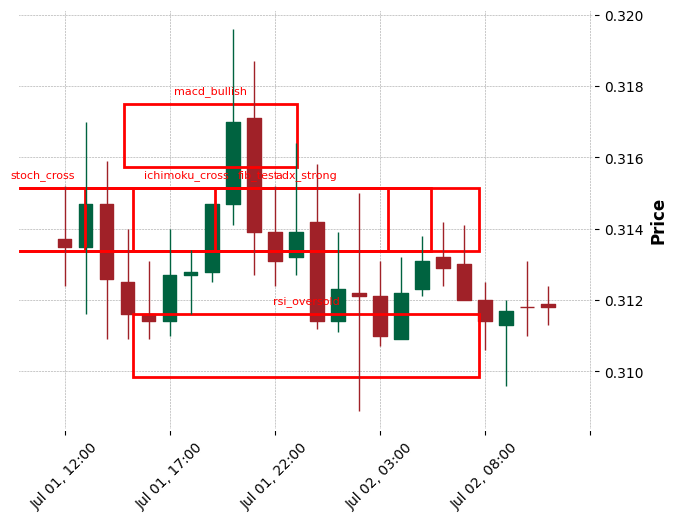 0.320
0.318
macd_bullish
0.316
stoch_cross
ichimoku_cross
adx_strong
0.314
Price
0.312
rsi_oversold
0.310
Jul 01, 12:00
Jul 01, 17:00
Jul 01, 22:00
Jul 02, 03:00
Jul 02, 08:00